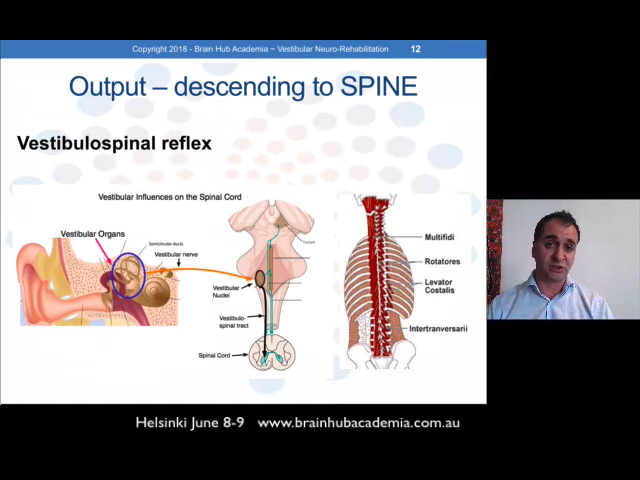 Copyright 2018 - Brain Hub Academia ~ Vestibular Neuro-Rehabilitation 12
Output – descending to SPINE
Vestibulospinal reflex
Vestibular Influences on the Spinal Cord
Vestibular Organs
Semicircular ducts
Vestibular nerve
Vestibular
Nuclei
Vestibulo-
spinal tract
Spinal Cord
Multifidi
Rotatores
Levator
Costalis
Intertranversarii
Helsinki June 8-9 www.brainhubacademia.com.au